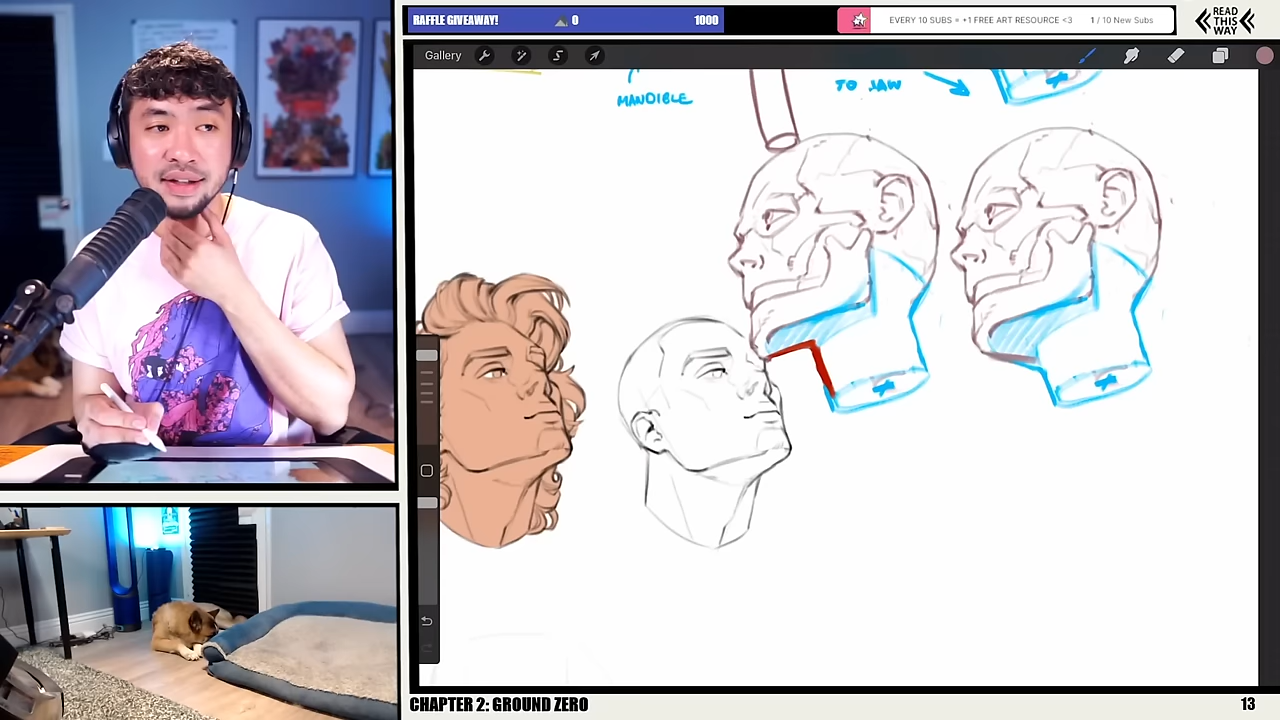 RAFFLE GIVEAWAY! 0 1000
EVERY 10 SUBS = +1 FREE ART RESOURCE <3 1 / 10 New Subs
READ
THIS
WAY
Gallery
MANDIBLE
TO JAW
CHAPTER 2: GROUND ZERO
13